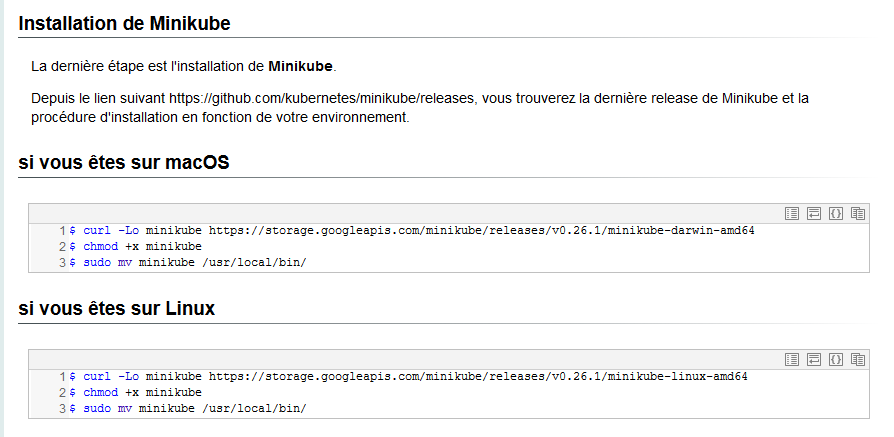 Installation de Minikube
La dernière étape est l'installation de Minikube.
Depuis le lien suivant https://github.com/kubernetes/minikube/releases, vous trouverez la dernière release de Minikube et la
procédure d'installation en fonction de votre environnement.
si vous êtes sur macOS
1 $ curl -Lo minikube https://storage.googleapis.com/minikube/releases/v0.26.1/minikube-darwin-amd64
2 $ chmod +x minikube
3 $ sudo mv minikube /usr/local/bin/
si vous êtes sur Linux
1 $ curl -Lo minikube https://storage.googleapis.com/minikube/releases/v0.26.1/minikube-linux-amd64
2 $ chmod +x minikube
3 $ sudo mv minikube /usr/local/bin/